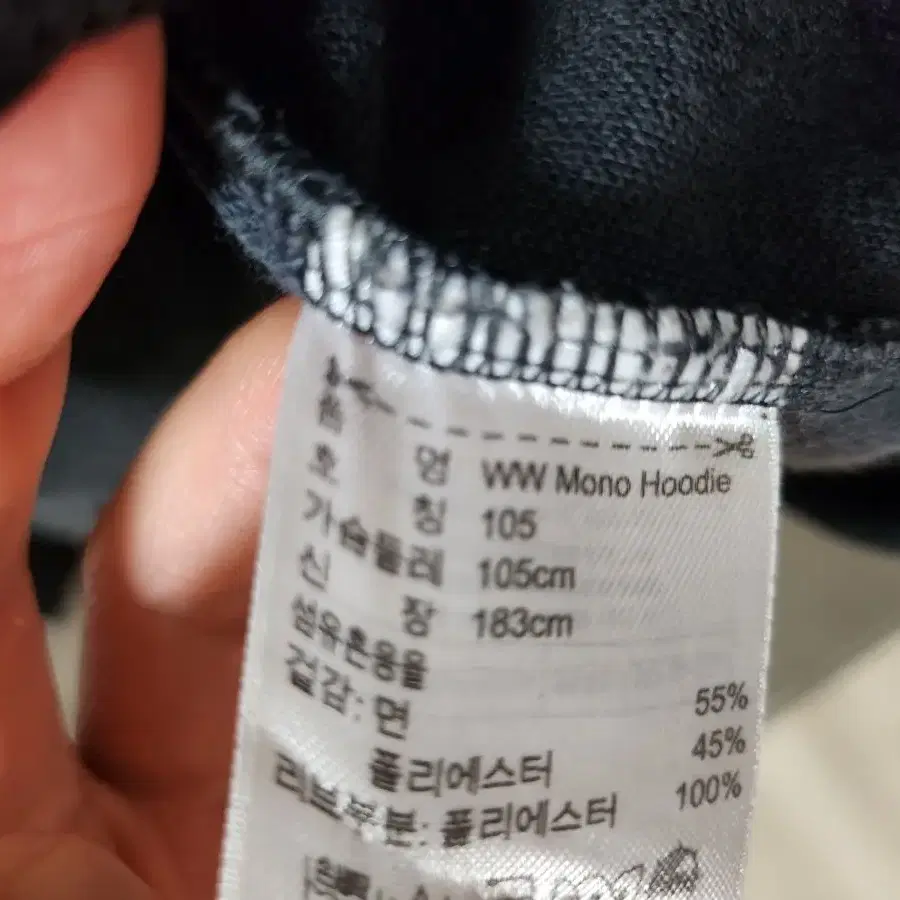 품 명 WW Mono Hoodie
호 칭 105
가슴둘레 105cm
신 장 183cm
섬유혼용율
겉감: 면 55%
폴리에스터 45%
리브부분: 폴리에스터 100%